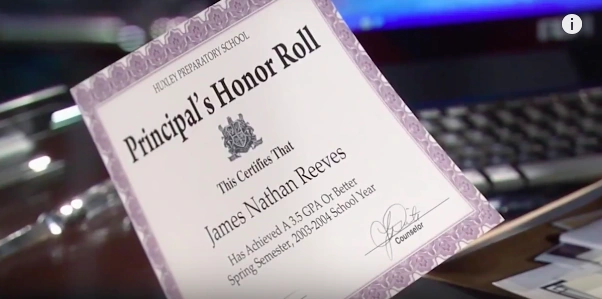 HUXLEY PREPARATORY SCHOOL
Principal's Honor Roll
This Certifies That
James Nathan Reeves
Has Achieved A 3.5 GPA Or Better
Spring Semester, 2003-2004 School Year
Counselor